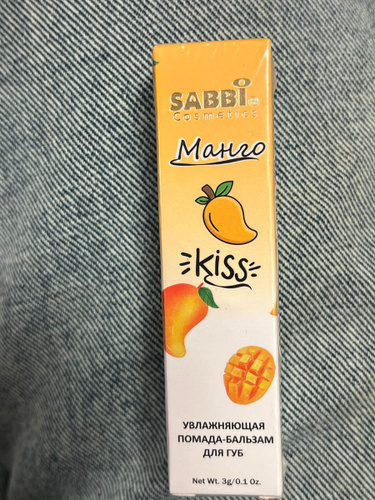 SABBi
Cosmetics
Манго
Kiss
УВЛАЖНЯЮЩАЯ
ПОМАДА-БАЛЬЗАМ
ДЛЯ ГУБ
Net Wt. 3g/0.1 Oz.